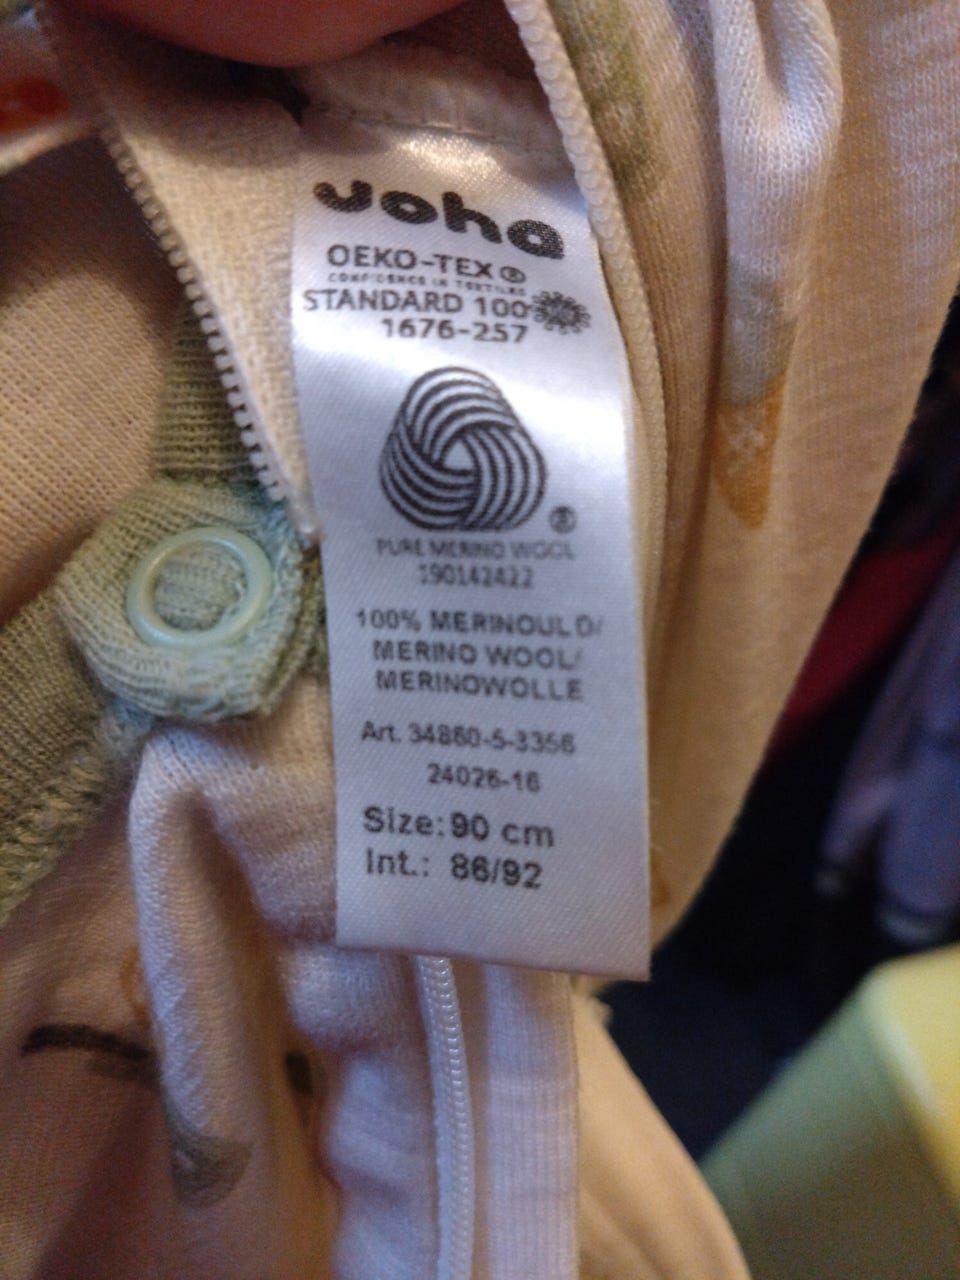 Joha
OEKO-TEX®
CONFIDENCE IN TEXTILES
STANDARD 100
1676-257
®
PURE MERINO WOOL
190142422
100% MERINOULD/
MERINO WOOL/
MERINOWOLLE
Art. 34860-5-3356
24026-16
Size: 90 cm
Int.: 86/92